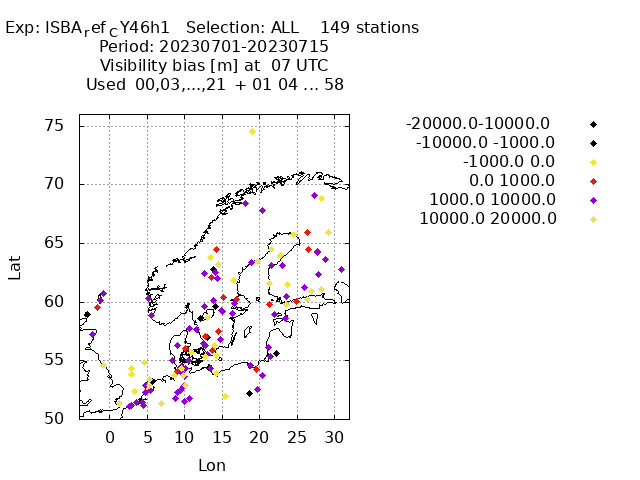 Exp: ISBA_ref_CY46h1   Selection: ALL    149 stations
Period: 20230701-20230715
Visibility bias [m] at  07 UTC
Used  00,03,...,21  + 01 04 ... 58
-20000.0-10000.0
-10000.0 -1000.0
-1000.0 0.0
0.0 1000.0
1000.0 10000.0
10000.0 20000.0
75
70
65
60
55
50
Lat
0 5 10 15 20 25 30
Lon